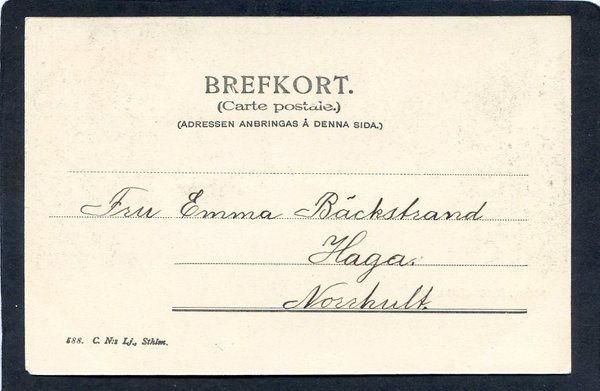 BREFKORT.
(Carte postale.)
(ADRESSEN ANBRINGAS Å DENNA SIDA.)
Fru Emma Bäckstrand
Haga.
Norrhult.
588. C. N:s Lj., Sthlm.